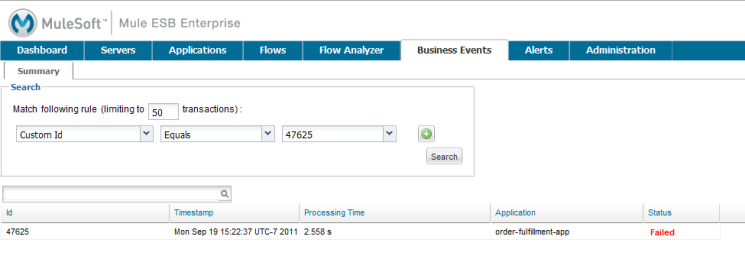 MuleSoft™ | Mule ESB Enterprise
Dashboard Servers Applications Flows Flow Analyzer Business Events Alerts Administration
Summary
Search
Match following rule (limiting to 50 transactions) :
Custom Id Equals 47625
Search
Id Timestamp Processing Time Application Status
47625 Mon Sep 19 15:22:37 UTC-7 2011 2.558 s order-fulfillment-app Failed